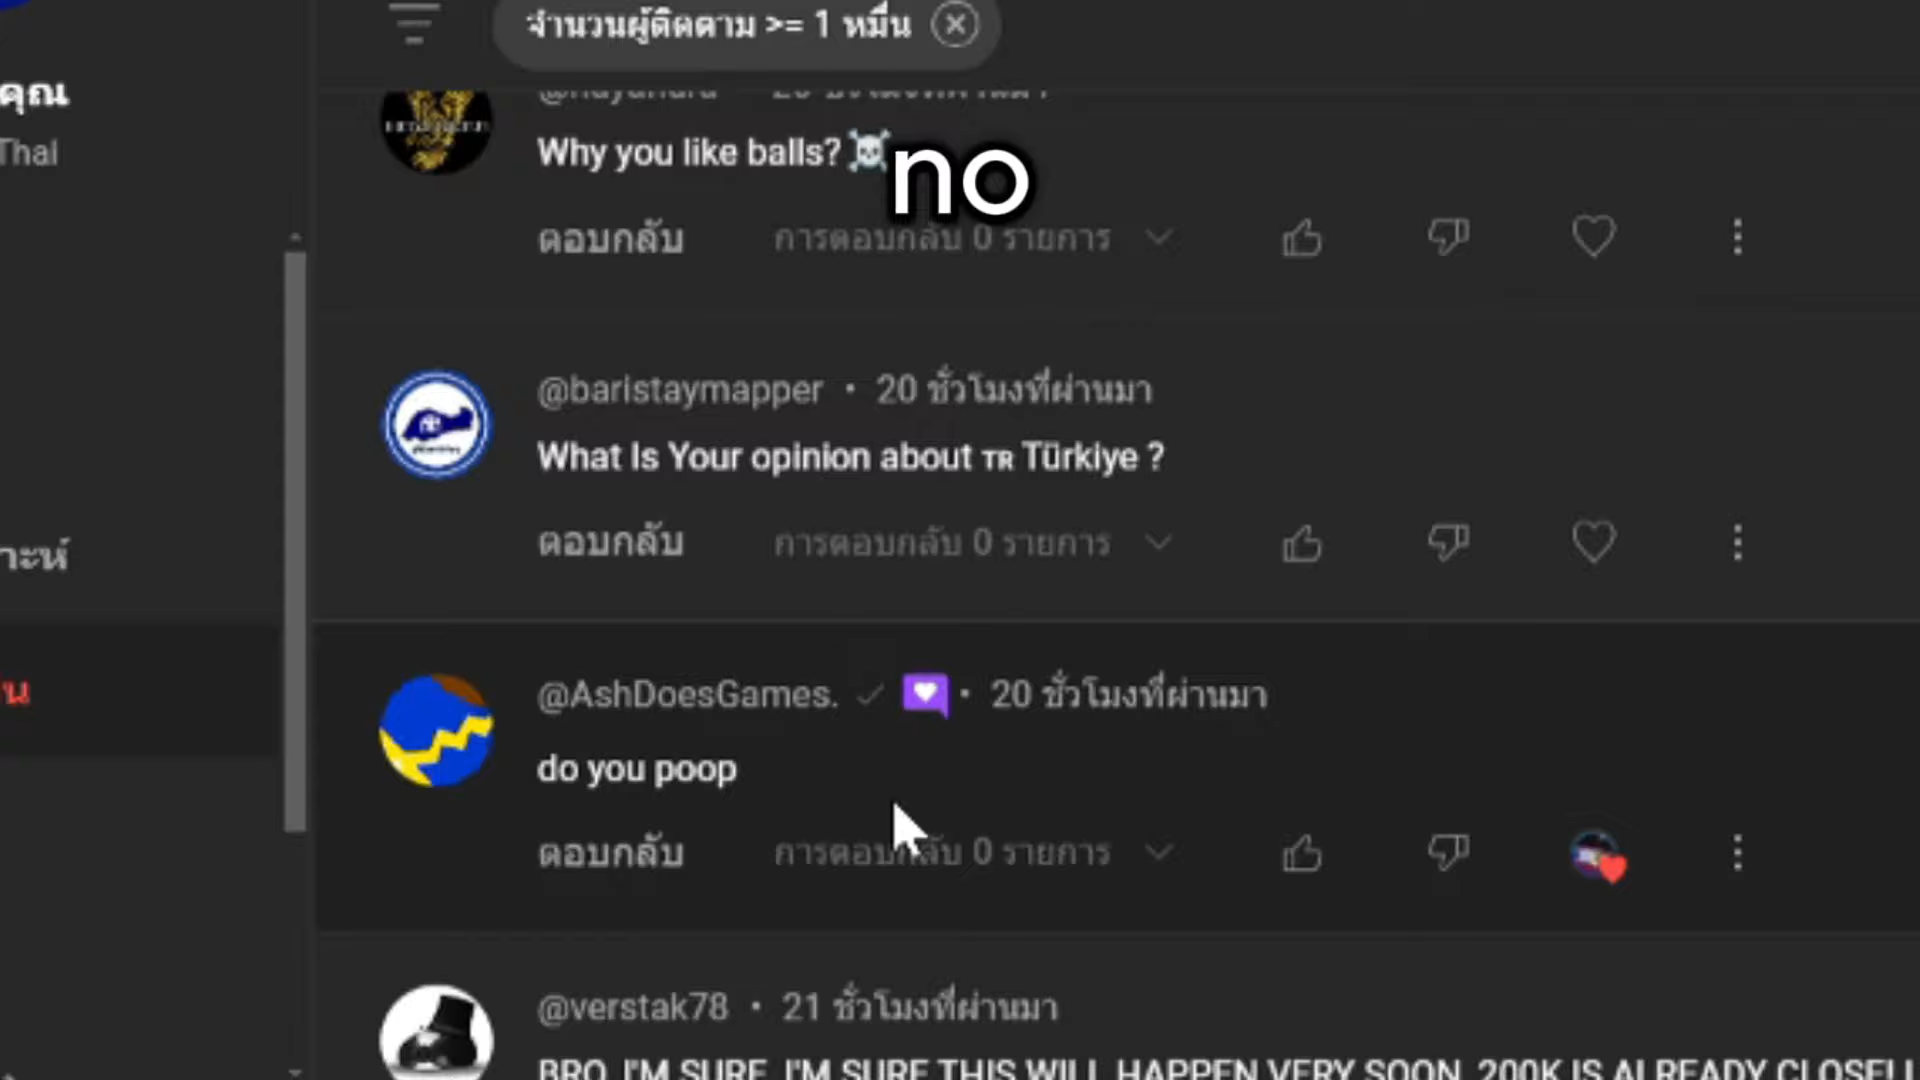 จำนวนผู้ติดตาม >= 1 หมื่น
คุณ
Thai
Why you like balls? ☠
no
ตอบกลับ การตอบกลับ 0 รายการ
@baristaymapper • 20 ชั่วโมงที่ผ่านมา
What Is Your opinion about TR Türkiye ?
ตอบกลับ การตอบกลับ 0 รายการ
าะห์
น
@AshDoesGames. • 20 ชั่วโมงที่ผ่านมา
do you poop
ตอบกลับ การตอบกลับ 0 รายการ
@verstak78 • 21 ชั่วโมงที่ผ่านมา
BRO, I'M SURE, I'M SURE THIS WILL HAPPEN VERY SOON, 200K IS ALREADY CLOSE!